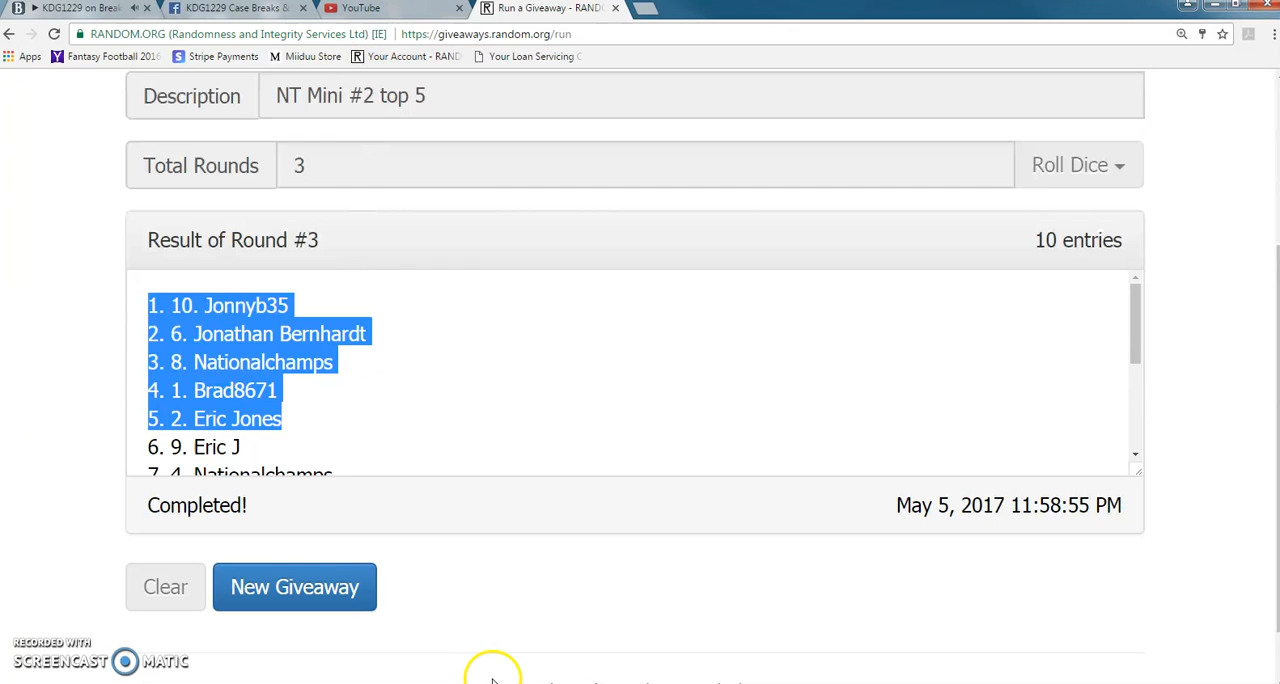 KDG1229 on Break
KDG1229 Case Breaks &
YouTube
Run a Giveaway - RANDO
RANDOM.ORG (Randomness and Integrity Services Ltd) [IE] | https://giveaways.random.org/run
Apps
Fantasy Football 2016
Stripe Payments
Miiduu Store
Your Account - RAND
Your Loan Servicing C
Description
NT Mini #2 top 5
Total Rounds
3
Roll Dice
Result of Round #3
10 entries
1. 10. Jonnyb35
2. 6. Jonathan Bernhardt
3. 8. Nationalchamps
4. 1. Brad8671
5. 2. Eric Jones
6. 9. Eric J
7. 4. Nationalchamps
Completed!
May 5, 2017 11:58:55 PM
Clear
New Giveaway
RECORDED WITH
SCREENCAST MATIC